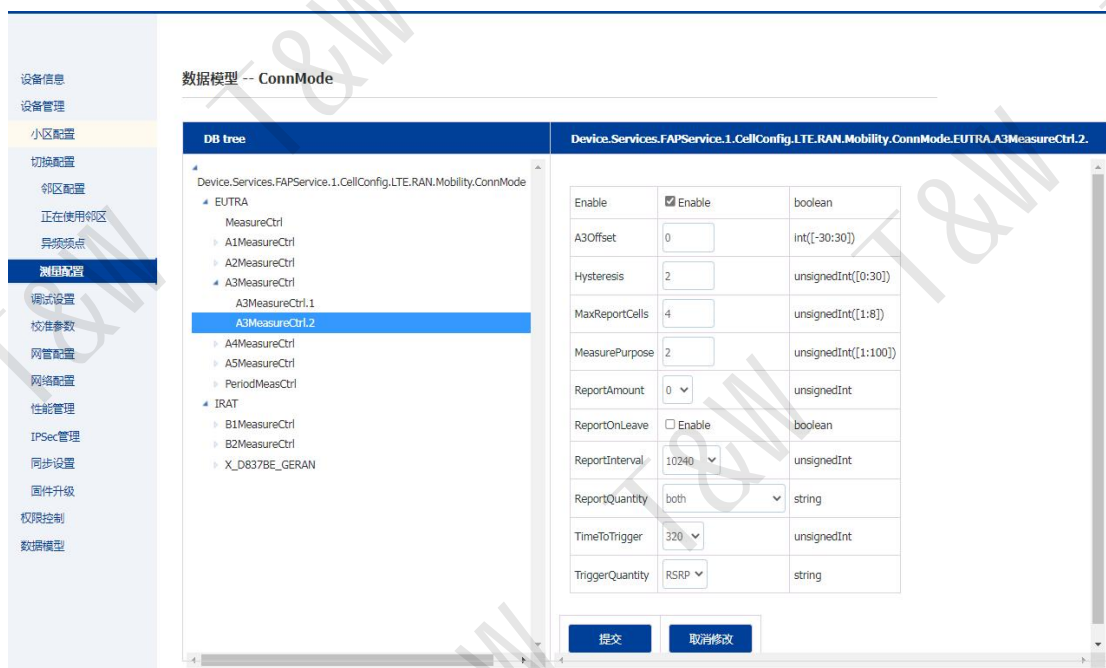 设备信息
设备管理
小区配置
切换配置
邻区配置
正在使用邻区
异频频点
测量配置
调试设置
校准参数
网管配置
网络配置
性能管理
IPSec管理
同步设置
固件升级
权限控制
数据模型
数据模型 -- ConnMode
DB tree
Device.Services.FAPService.1.CellConfig.LTE.RAN.Mobility.ConnMode
EUTRA
MeasureCtrl
A1MeasureCtrl
A2MeasureCtrl
A3MeasureCtrl
A3MeasureCtrl.1
A3MeasureCtrl.2
A4MeasureCtrl
A5MeasureCtrl
PeriodMeasCtrl
IRAT
B1MeasureCtrl
B2MeasureCtrl
X_D837BE_GERAN
Device.Services.FAPService.1.CellConfig.LTE.RAN.Mobility.ConnMode.EUTRA.A3MeasureCtrl.2.
Enable Enable boolean
A3Offset 0 int([-30:30])
Hysteresis 2 unsignedInt([0:30])
MaxReportCells 4 unsignedInt([1:8])
MeasurePurpose 2 unsignedInt([1:100])
ReportAmount 0 unsignedInt
ReportOnLeave Enable boolean
ReportInterval 10240 unsignedInt
ReportQuantity both string
TimeToTrigger 320 unsignedInt
TriggerQuantity RSRP string
提交 取消修改
T&W
T&W
T&W
T&W
T&W